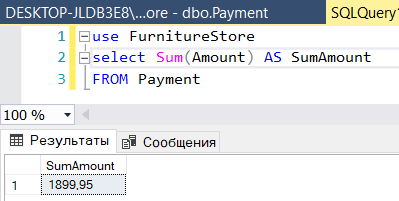 DESKTOP-JLDB3E8\...ore - dbo.Payment
SQLQuery
1 use FurnitureStore
2 select Sum(Amount) AS SumAmount
3 FROM Payment
100 %
Результаты Сообщения
SumAmount
1 1899,95